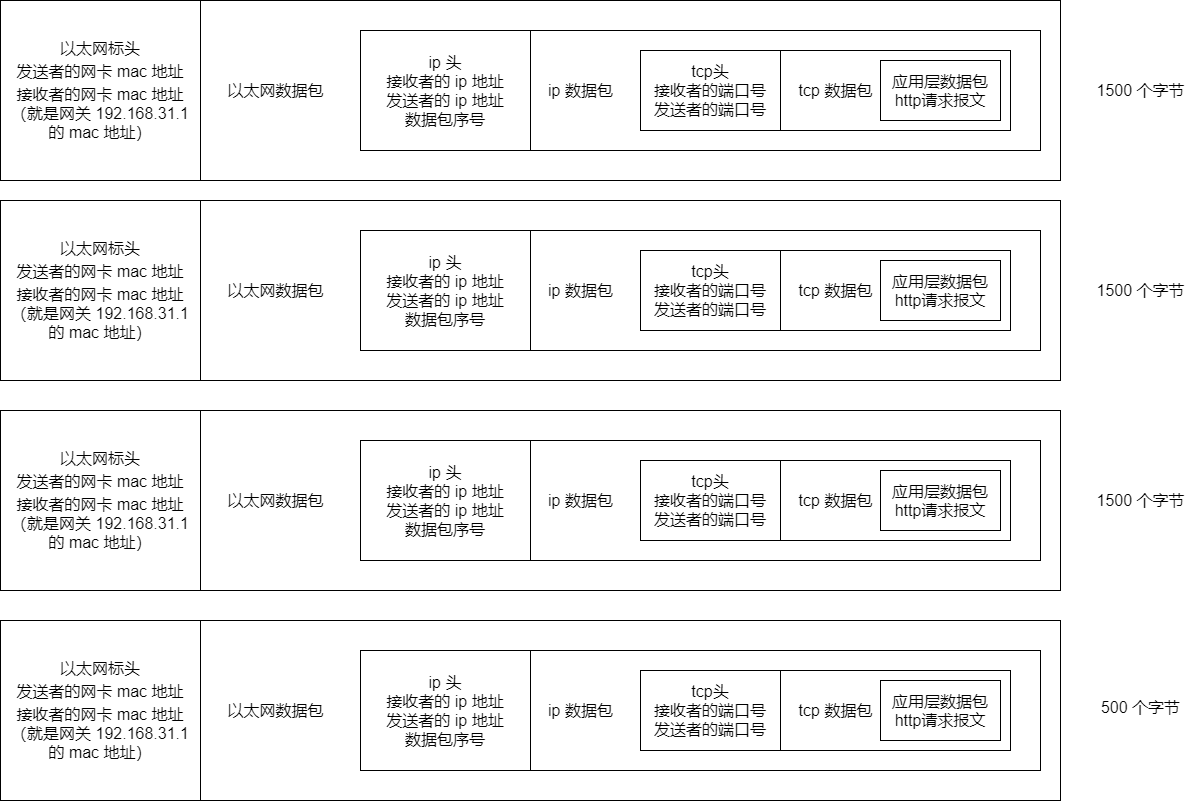 以太网标头
发送者的网卡 mac 地址
接收者的网卡 mac 地址
（就是网关 192.168.31.1
的 mac 地址）
以太网数据包
ip 头
接收者的 ip 地址
发送者的 ip 地址
数据包序号
ip 数据包
tcp头
接收者的端口号
发送者的端口号
tcp 数据包
应用层数据包
http请求报文
1500 个字节
以太网标头
发送者的网卡 mac 地址
接收者的网卡 mac 地址
（就是网关 192.168.31.1
的 mac 地址）
以太网数据包
ip 头
接收者的 ip 地址
发送者的 ip 地址
数据包序号
ip 数据包
tcp头
接收者的端口号
发送者的端口号
tcp 数据包
应用层数据包
http请求报文
1500 个字节
以太网标头
发送者的网卡 mac 地址
接收者的网卡 mac 地址
（就是网关 192.168.31.1
的 mac 地址）
以太网数据包
ip 头
接收者的 ip 地址
发送者的 ip 地址
数据包序号
ip 数据包
tcp头
接收者的端口号
发送者的端口号
tcp 数据包
应用层数据包
http请求报文
1500 个字节
以太网标头
发送者的网卡 mac 地址
接收者的网卡 mac 地址
（就是网关 192.168.31.1
的 mac 地址）
以太网数据包
ip 头
接收者的 ip 地址
发送者的 ip 地址
数据包序号
ip 数据包
tcp头
接收者的端口号
发送者的端口号
tcp 数据包
应用层数据包
http请求报文
500 个字节